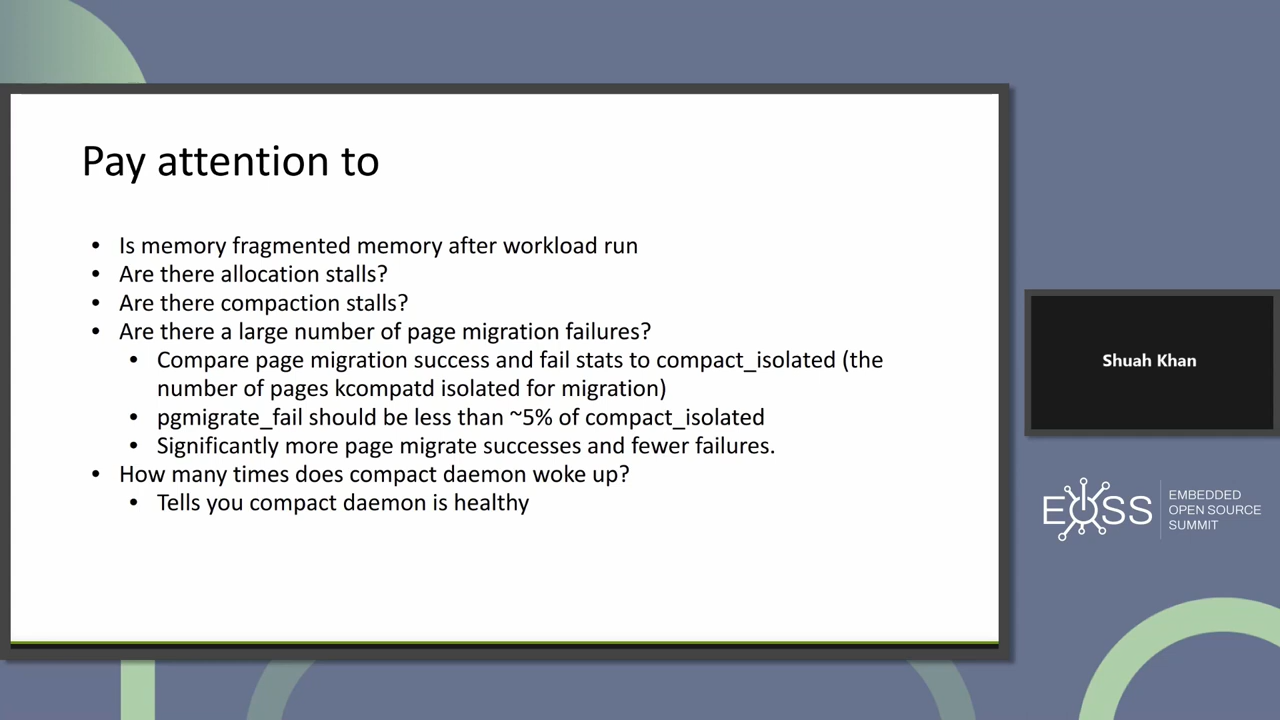 Pay attention to
• Is memory fragmented memory after workload run
• Are there allocation stalls?
• Are there compaction stalls?
• Are there a large number of page migration failures?
• Compare page migration success and fail stats to compact_isolated (the
number of pages kcompatd isolated for migration)
• pgmigrate_fail should be less than ~5% of compact_isolated
• Significantly more page migrate successes and fewer failures.
• How many times does compact daemon woke up?
• Tells you compact daemon is healthy
Shuah Khan
EOSS
EMBEDDED
OPEN SOURCE
SUMMIT